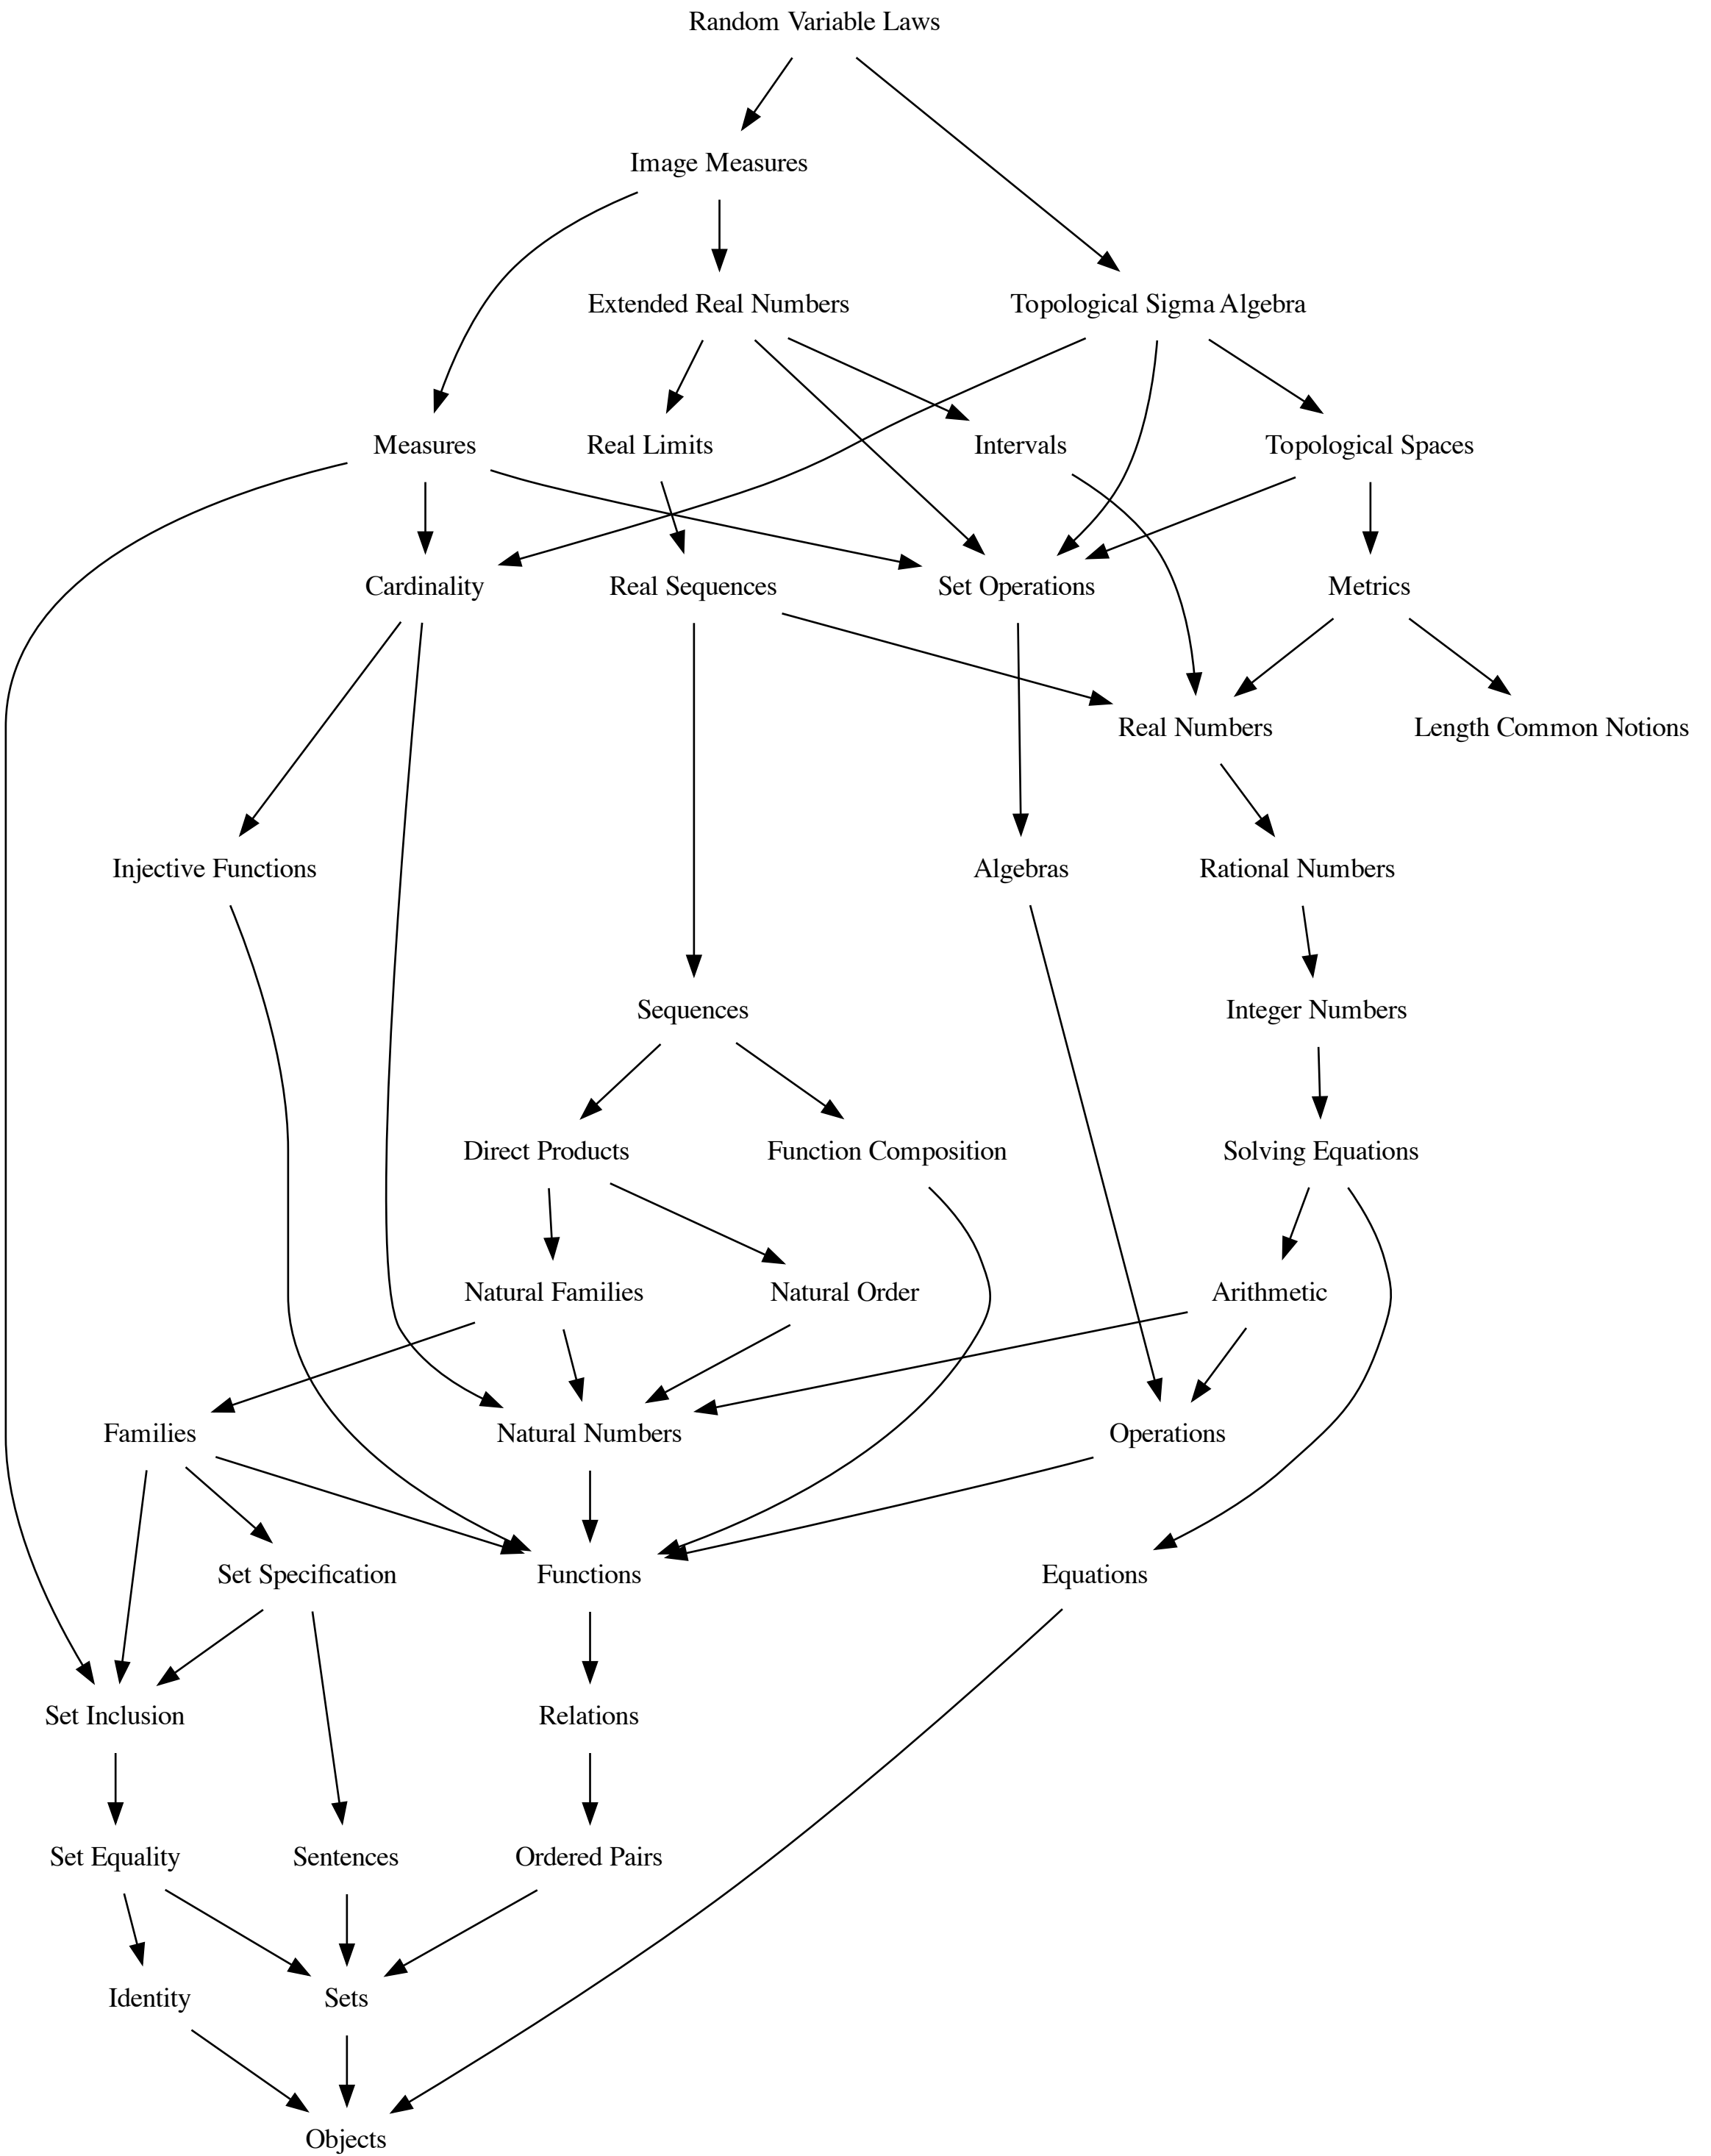 Random Variable Laws
Image Measures
Extended Real Numbers
Topological Sigma Algebra
Measures
Real Limits
Intervals
Topological Spaces
Cardinality
Real Sequences
Set Operations
Metrics
Real Numbers
Length Common Notions
Injective Functions
Algebras
Rational Numbers
Sequences
Integer Numbers
Direct Products
Function Composition
Solving Equations
Natural Families
Natural Order
Arithmetic
Families
Natural Numbers
Operations
Set Specification
Functions
Equations
Set Inclusion
Relations
Set Equality
Sentences
Ordered Pairs
Identity
Sets
Objects